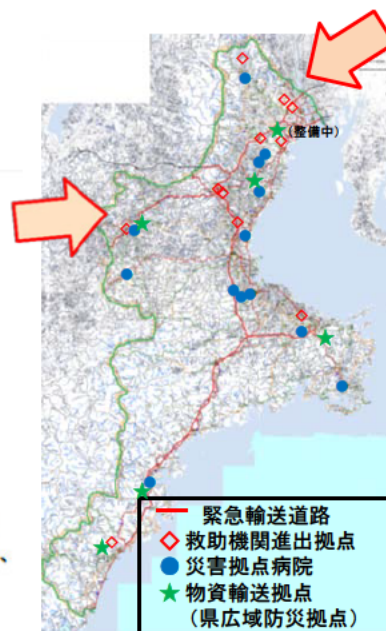 (整備中)
、
緊急輸送道路
救助機関進出拠点
災害拠点病院
物資輸送拠点
(県広域防災拠点)